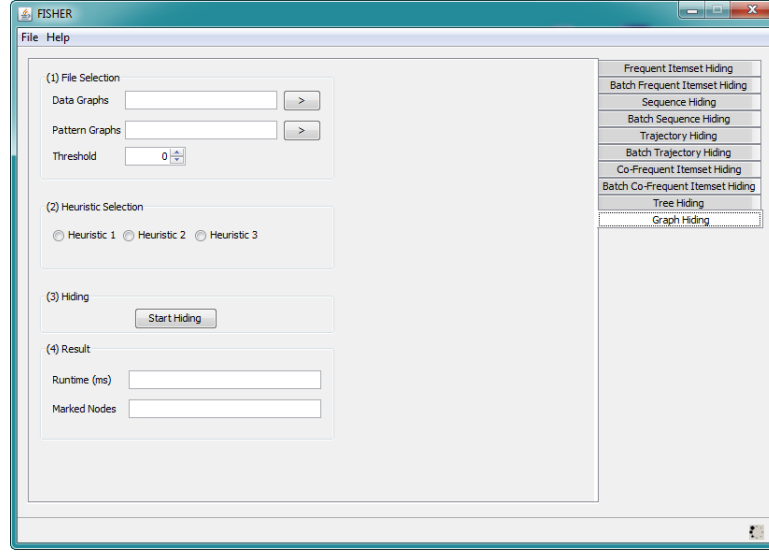 FISHER
File Help
(1) File Selection
Data Graphs >
Pattern Graphs >
Threshold 0
(2) Heuristic Selection
Heuristic 1 Heuristic 2 Heuristic 3
(3) Hiding
Start Hiding
(4) Result
Runtime (ms)
Marked Nodes
Frequent Itemset Hiding
Batch Frequent Itemset Hiding
Sequence Hiding
Batch Sequence Hiding
Trajectory Hiding
Batch Trajectory Hiding
Co-Frequent Itemset Hiding
Batch Co-Frequent Itemset Hiding
Tree Hiding
Graph Hiding